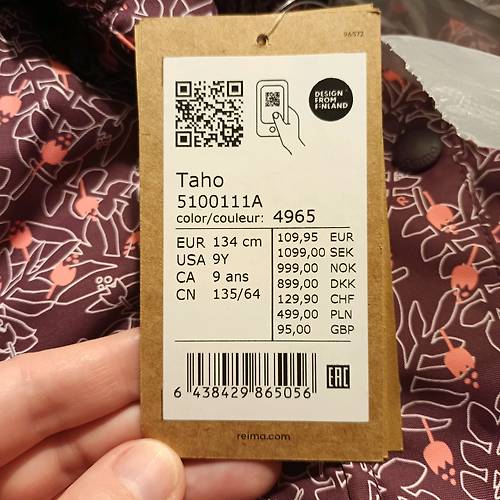 96572
DESIGN
FROM
FINLAND
Taho
5100111A
color/couleur: 4965
EUR 134 cm
USA 9Y
CA 9 ans
CN 135/64
109,95 EUR
1099,00 SEK
999,00 NOK
899,00 DKK
129,90 CHF
499,00 PLN
95,00 GBP
6 438429 865056
EAC
reima.com